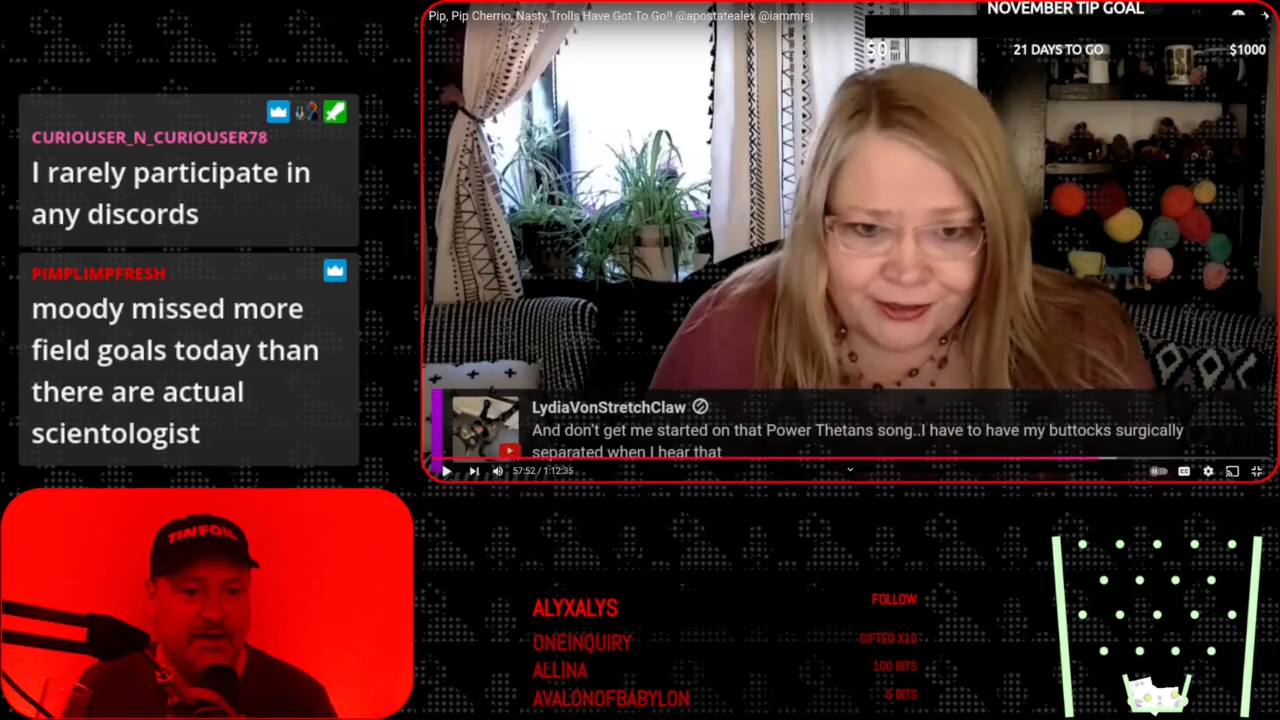 Pip, Pip Cherrio, Nasty Trolls Have Got To Go!! @apostatealex @iammrsj
NOVEMBER TIP GOAL
$0
21 DAYS TO GO
$1000
CURIOUSER_N_CURIOUSER78
I rarely participate in
any discords
PIMPLIMPFRESH
moody missed more
field goals today than
there are actual
scientologist
LydiaVonStretchClaw
And don't get me started on that Power Thetans song..I have to have my buttocks surgically
separated when I hear that
57:52 / 1:12:35
CC
TINFOIL
ALYXALYS
FOLLOW
ONEINQUIRY
GIFTED X10
ALLINA
100 BITS
AVALONOFBABYLON
5 BITS